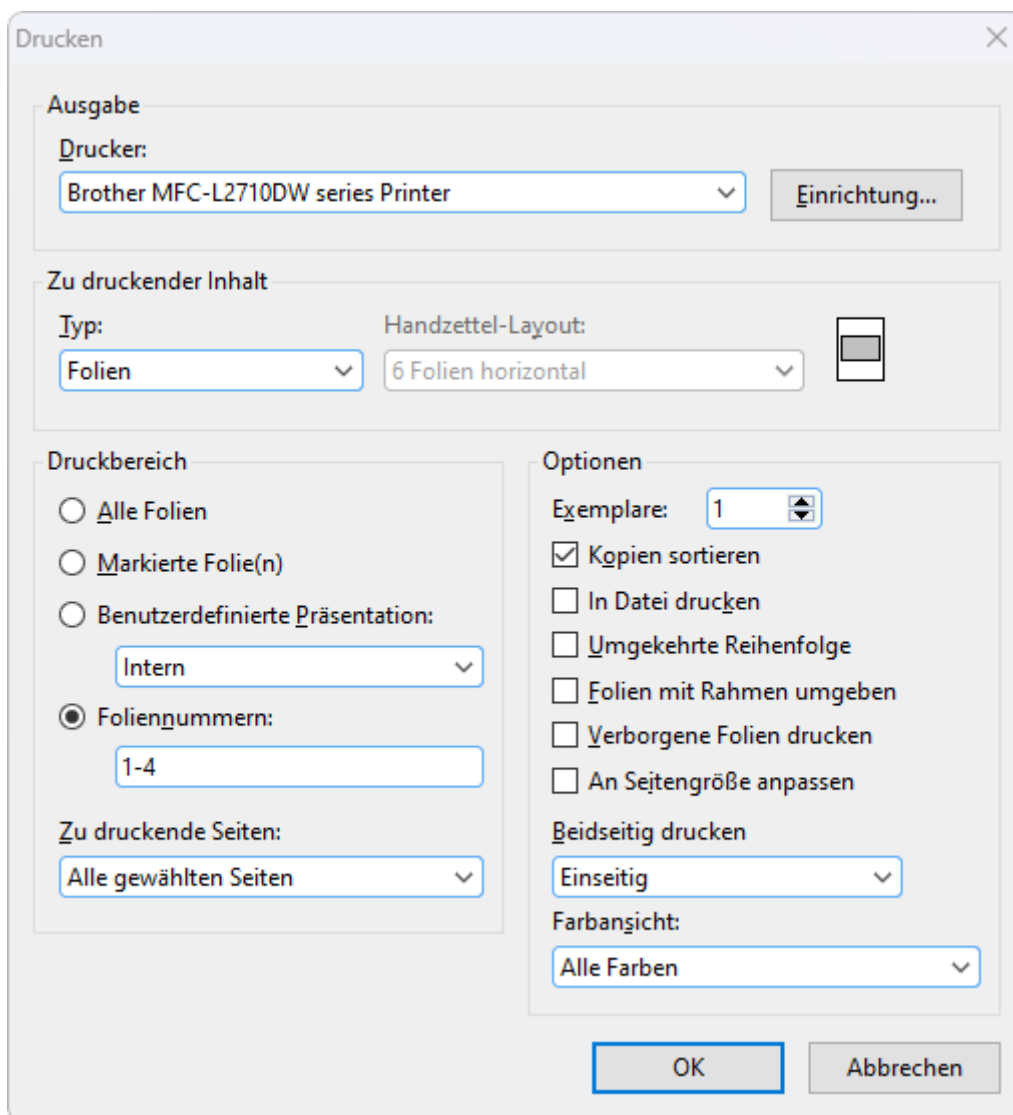 Drucken
Ausgabe
Drucker:
Brother MFC-L2710DW series Printer
Einrichtung...
Zu druckender Inhalt
Typ:
Handzettel-Layout:
Folien
6 Folien horizontal
Druckbereich
Alle Folien
Markierte Folie(n)
Benutzerdefinierte Präsentation:
Intern
Foliennummern:
1-4
Zu druckende Seiten:
Alle gewählten Seiten
Optionen
Exemplare:
1
Kopien sortieren
In Datei drucken
Umgekehrte Reihenfolge
Folien mit Rahmen umgeben
Verborgene Folien drucken
An Seitengröße anpassen
Beidseitig drucken
Einseitig
Farbansicht:
Alle Farben
OK
Abbrechen